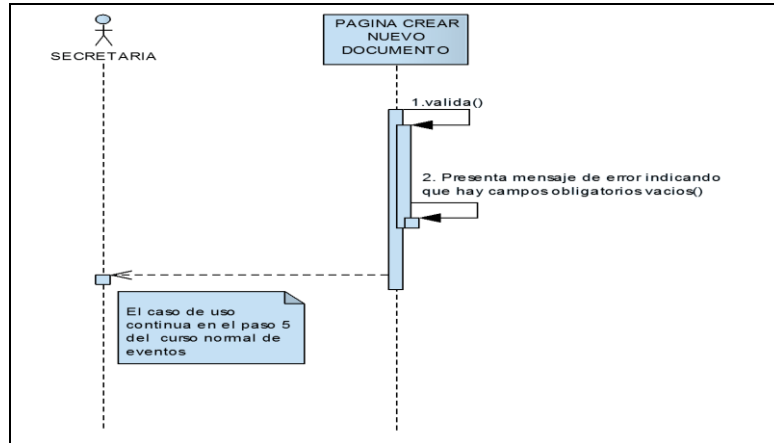 SECRETARIA
PAGINA CREAR
NUEVO
DOCUMENTO
1.valida()
2. Presenta mensaje de error indicando
que hay campos obligatorios vacios()
El caso de uso
continua en el paso 5
del curso normal de
eventos